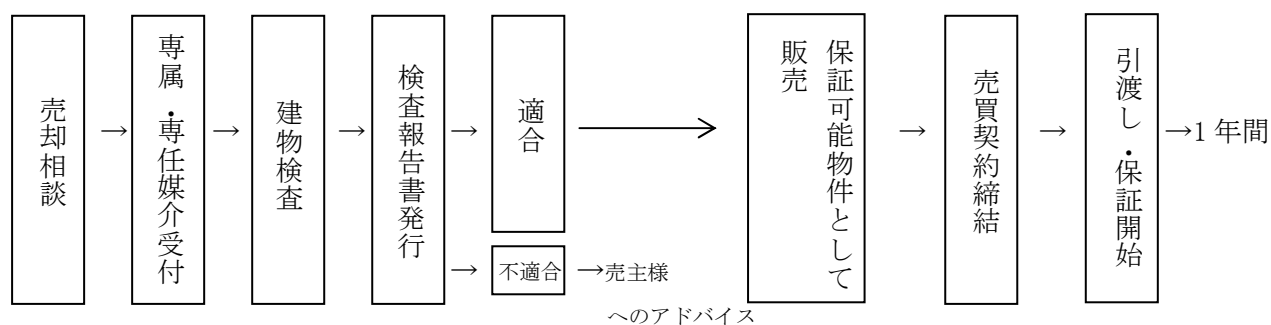 売却相談
→
専属・専任媒介受付
→
建物検査
→
検査報告書発行
→
適合
→
不適合
→売主様
へのアドバイス
保証可能物件として
販売
→
売買契約締結
→
引渡し・保証開始
→1年間